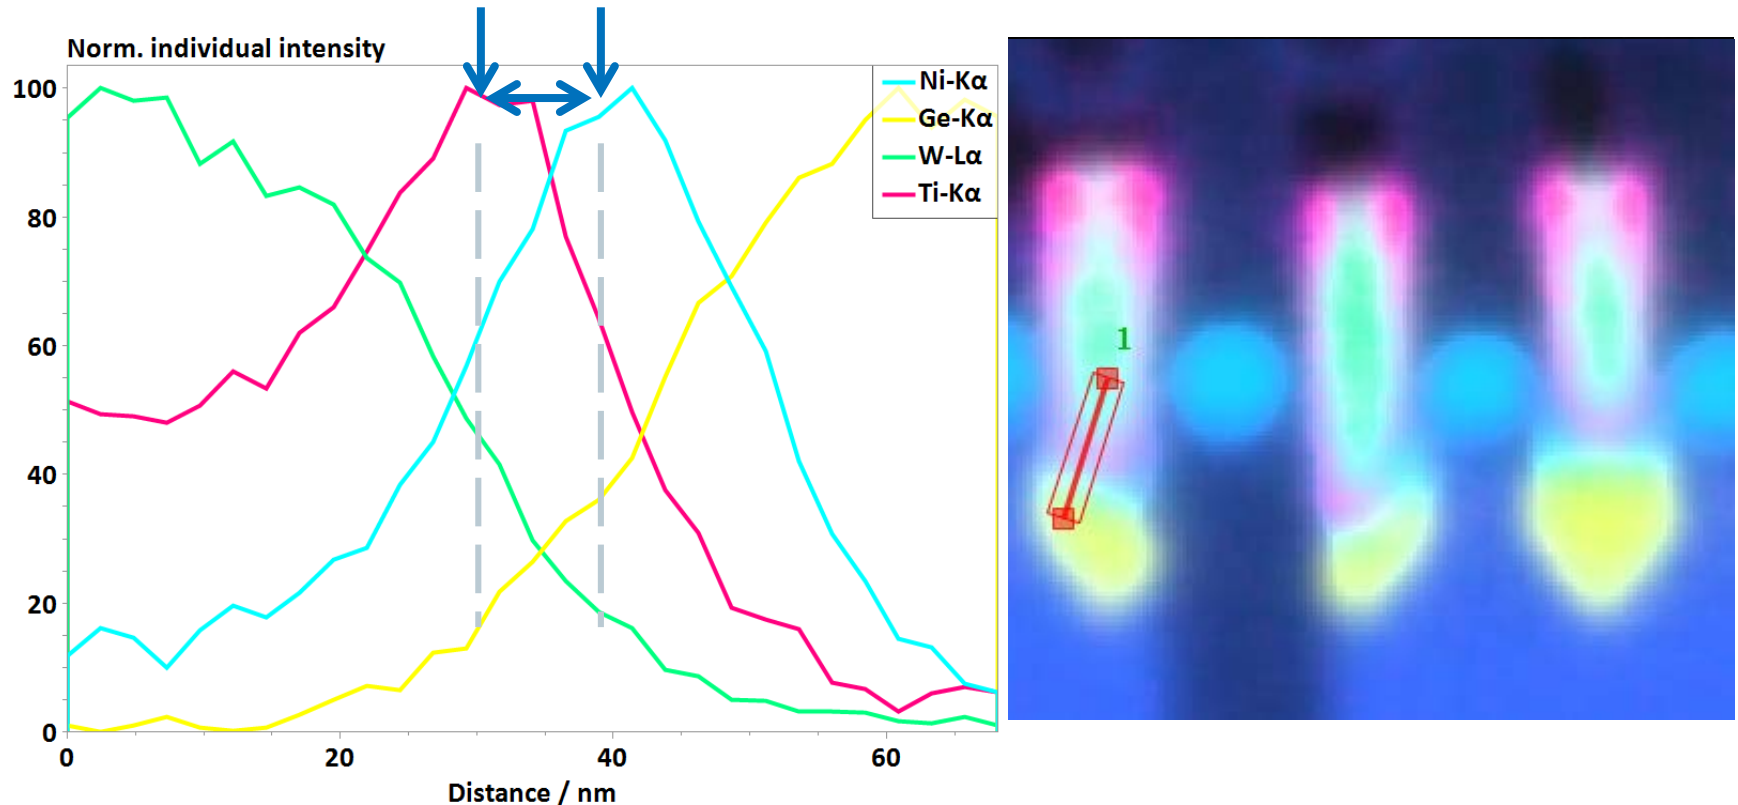 Norm. individual intensity
100
80
60
40
20
0
Ni-Kα
Ge-Kα
W-Lα
Ti-Kα
0 20 40 60
Distance / nm
1